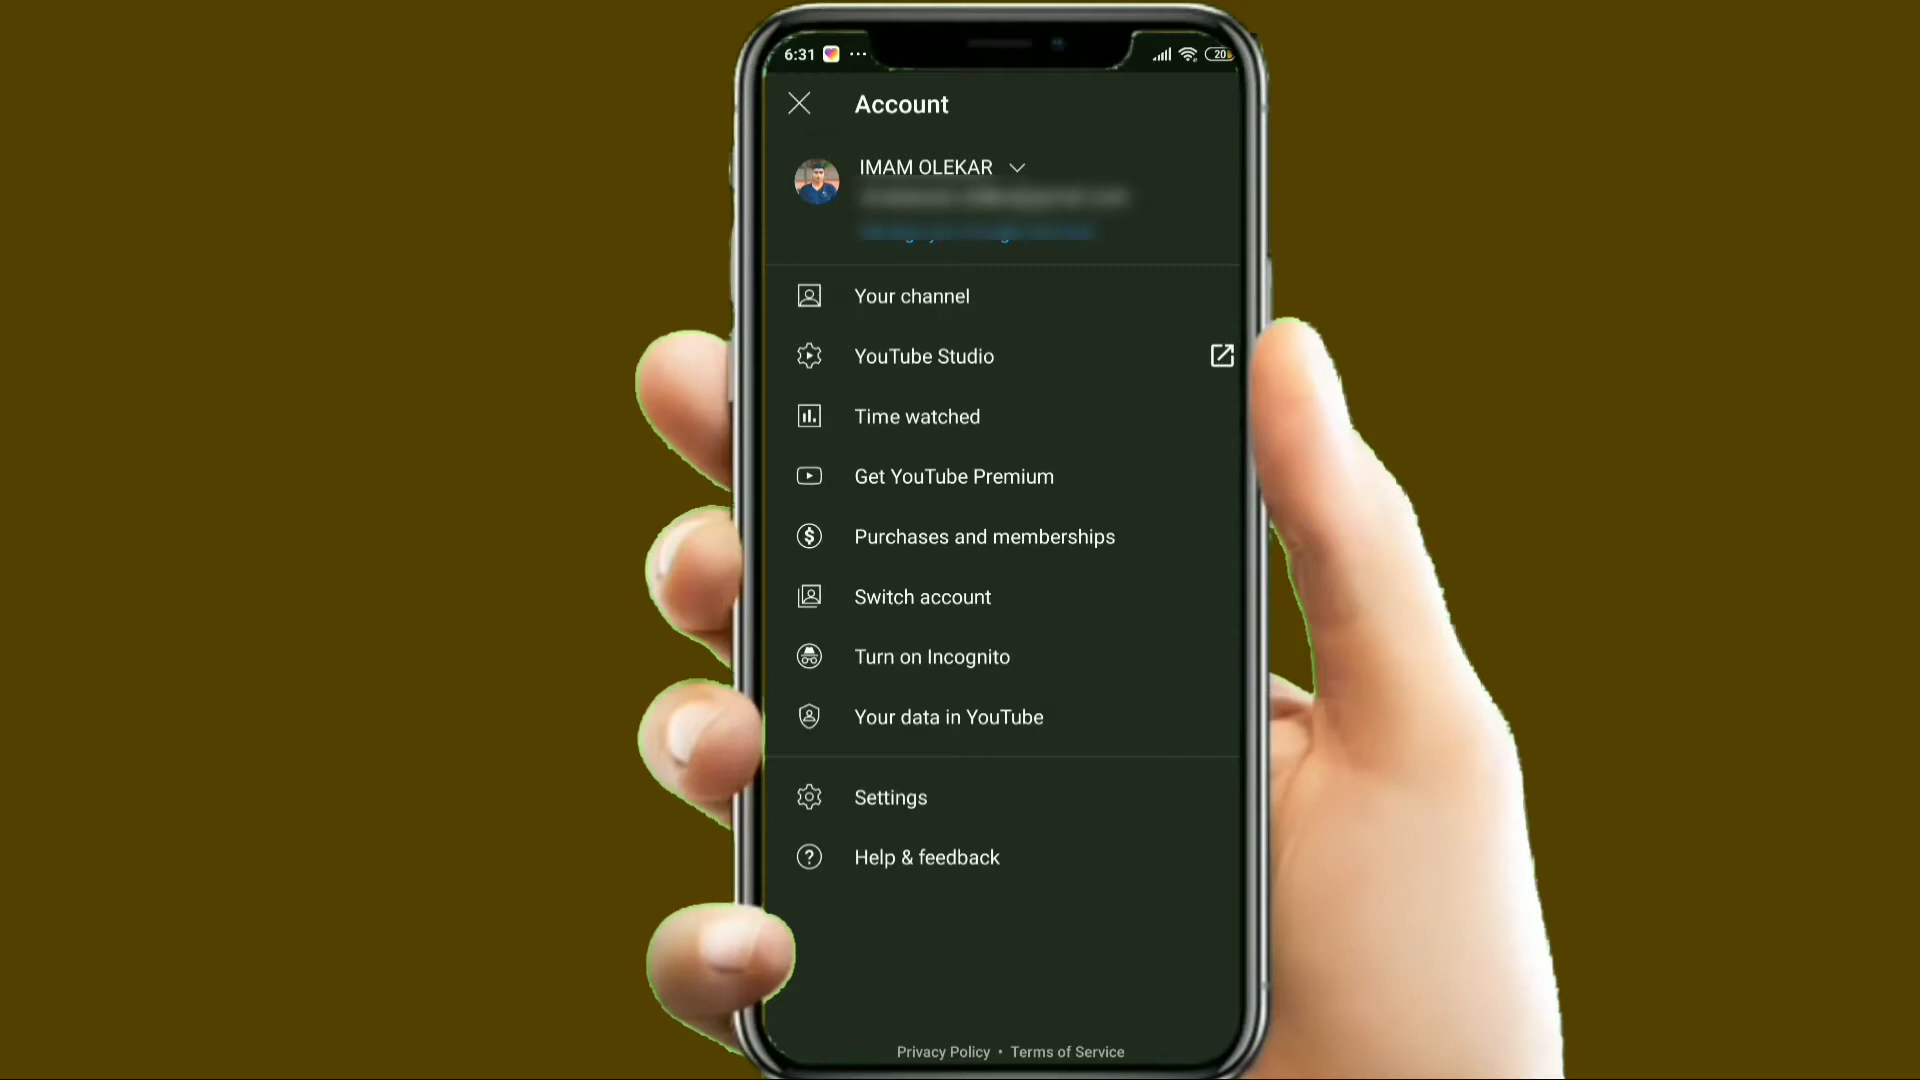 6:31
20
Account
IMAM OLEKAR
Your channel
YouTube Studio
Time watched
Get YouTube Premium
Purchases and memberships
Switch account
Turn on Incognito
Your data in YouTube
Settings
Help & feedback
Privacy Policy • Terms of Service